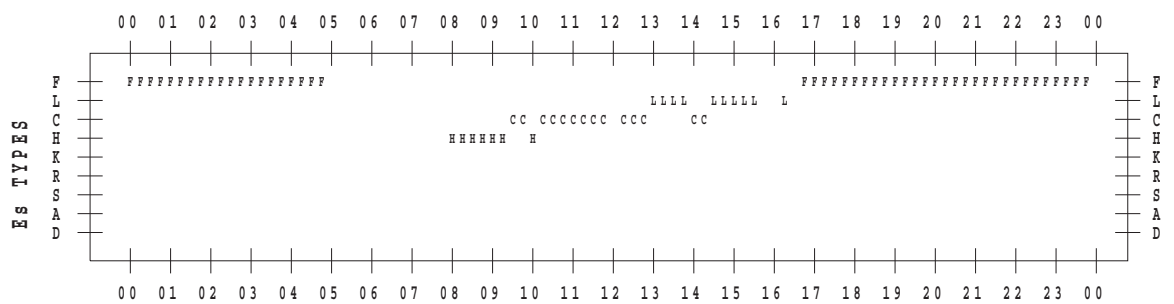 00 01 02 03 04 05 06 07 08 09 10 11 12 13 14 15 16 17 18 19 20 21 22 23 00
Es TYPES
F FFFFFFFFFFFFFFFFFFFF FFFFFFFFFFFFFFFFFFFFFFFFFFFFF F
L LLLL LLLLL L L
C CC CCCCCCC CCC CC C
H HHHHHH H H
K K
R R
S S
A A
D D
00 01 02 03 04 05 06 07 08 09 10 11 12 13 14 15 16 17 18 19 20 21 22 23 00